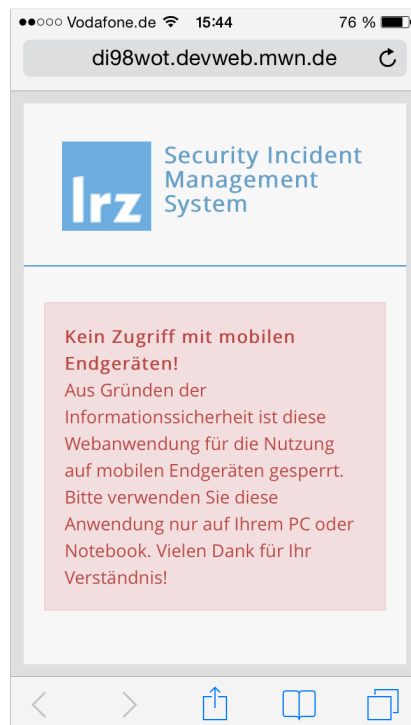 Vodafone.de 15:44 76 %
di98wot.devweb.mwn.de
lrz
Security Incident
Management
System
Kein Zugriff mit mobilen
Endgeräten!
Aus Gründen der
Informationssicherheit ist diese
Webanwendung für die Nutzung
auf mobilen Endgeräten gesperrt.
Bitte verwenden Sie diese
Anwendung nur auf Ihrem PC oder
Notebook. Vielen Dank für Ihr
Verständnis!